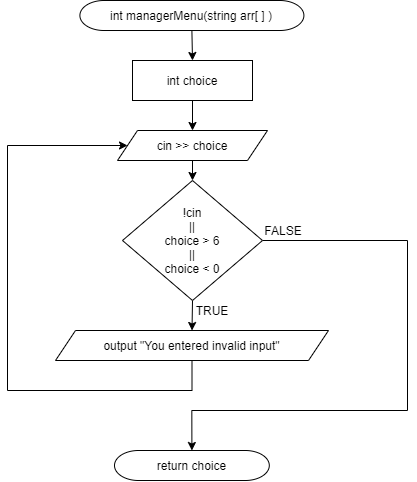 int managerMenu(string arr[ ] )
int choice
cin >> choice
!cin
||
choice > 6
||
choice < 0
FALSE
TRUE
output "You entered invalid input"
return choice